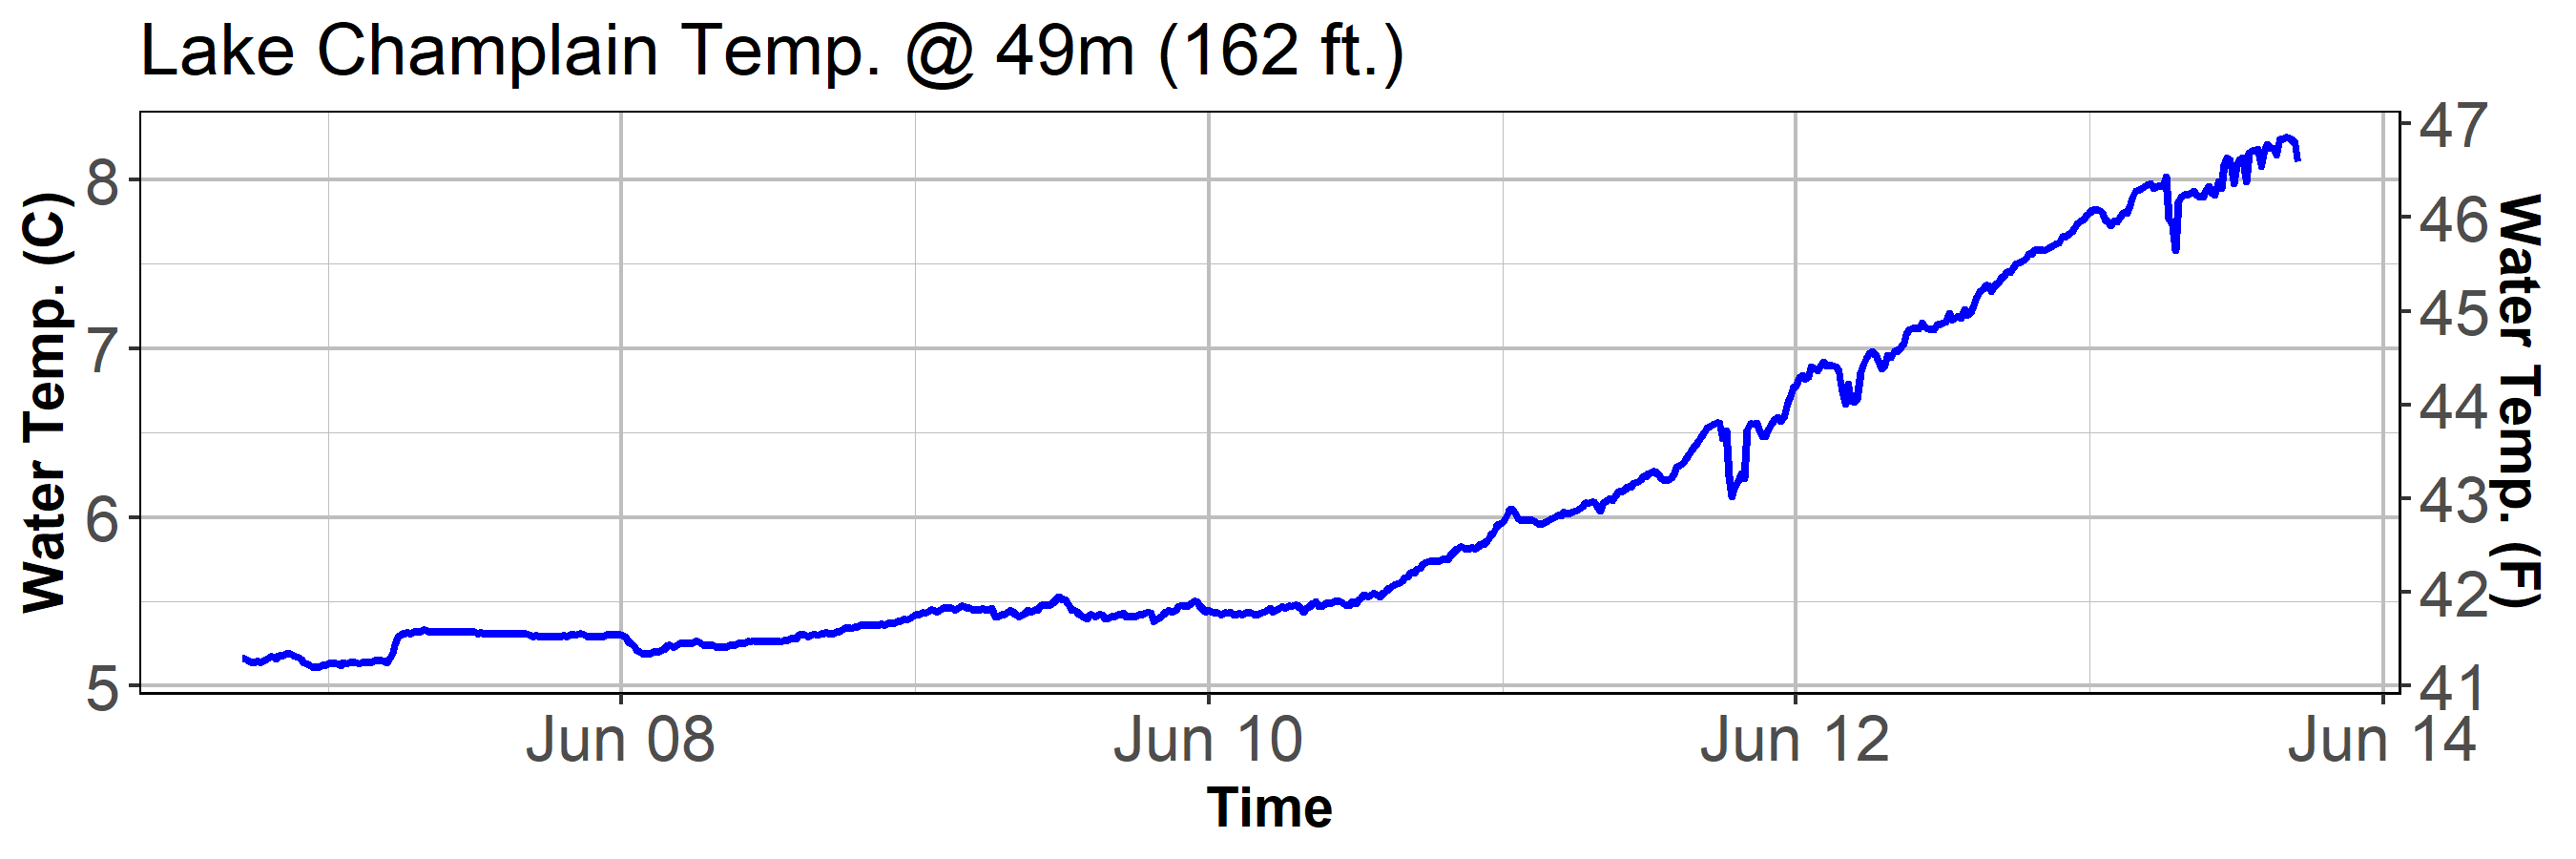 Lake Champlain Temp. @ 49m (162 ft.)
Water Temp. (C)
8
7
6
5
47
46
45
44
43
42
41
Water Temp. (F)
Jun 08 Jun 10 Jun 12 Jun 14
Time